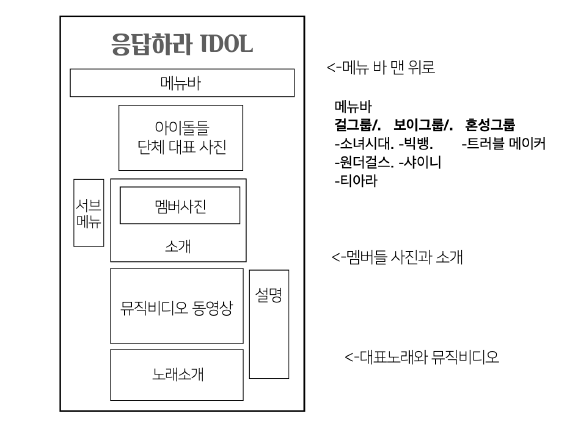 응답하라 IDOL
메뉴바
아이돌들
단체 대표 사진
서브
메뉴
멤버사진
소개
뮤직비디오 동영상
설명
노래소개
<-메뉴 바 맨 위로
메뉴바
걸그룹/. 보이그룹/. 혼성그룹
-소녀시대. -빅뱅. -트러블 메이커
-원더걸스. -샤이니
-티아라
<-멤버들 사진과 소개
<-대표노래와 뮤직비디오